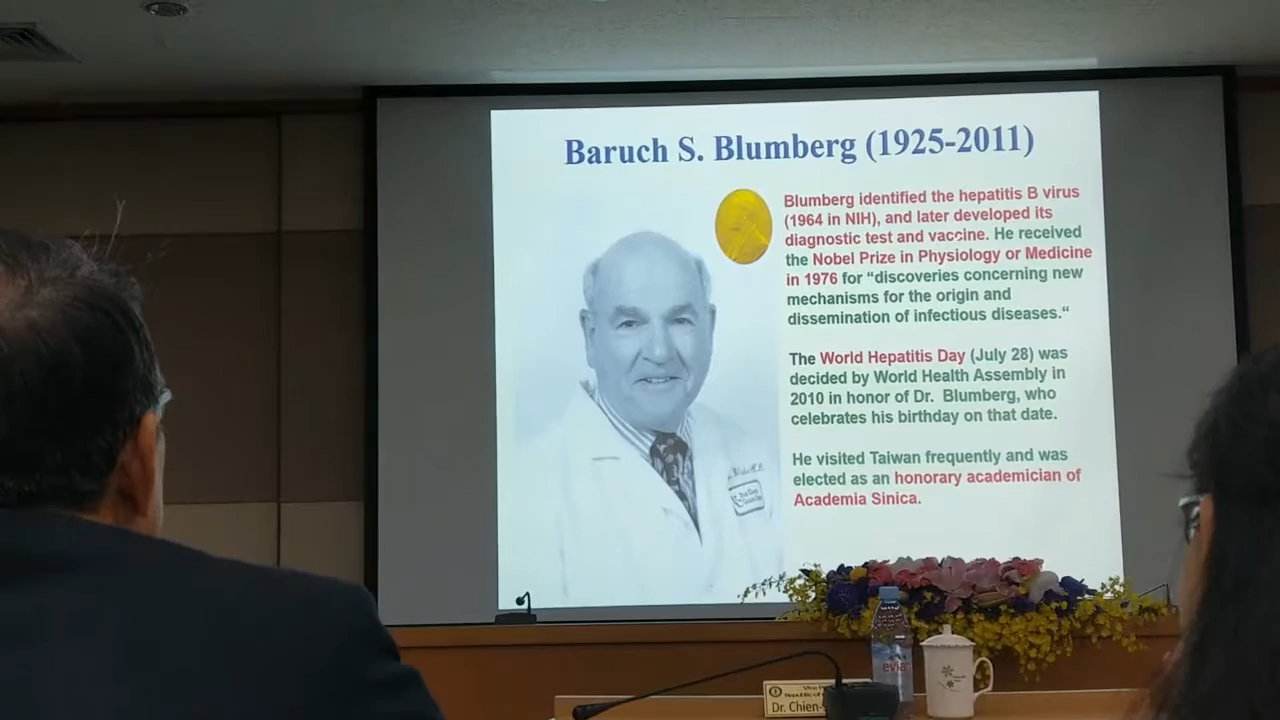 Baruch S. Blumberg (1925-2011)
Blumberg identified the hepatitis B virus
(1964 in NIH), and later developed its
diagnostic test and vaccine. He received
the Nobel Prize in Physiology or Medicine
in 1976 for “discoveries concerning new
mechanisms for the origin and
dissemination of infectious diseases.“
The World Hepatitis Day (July 28) was
decided by World Health Assembly in
2010 in honor of Dr. Blumberg, who
celebrates his birthday on that date.
He visited Taiwan frequently and was
elected as an honorary academician of
Academia Sinica.
evian
Vice
Republic of
Dr. Chien-